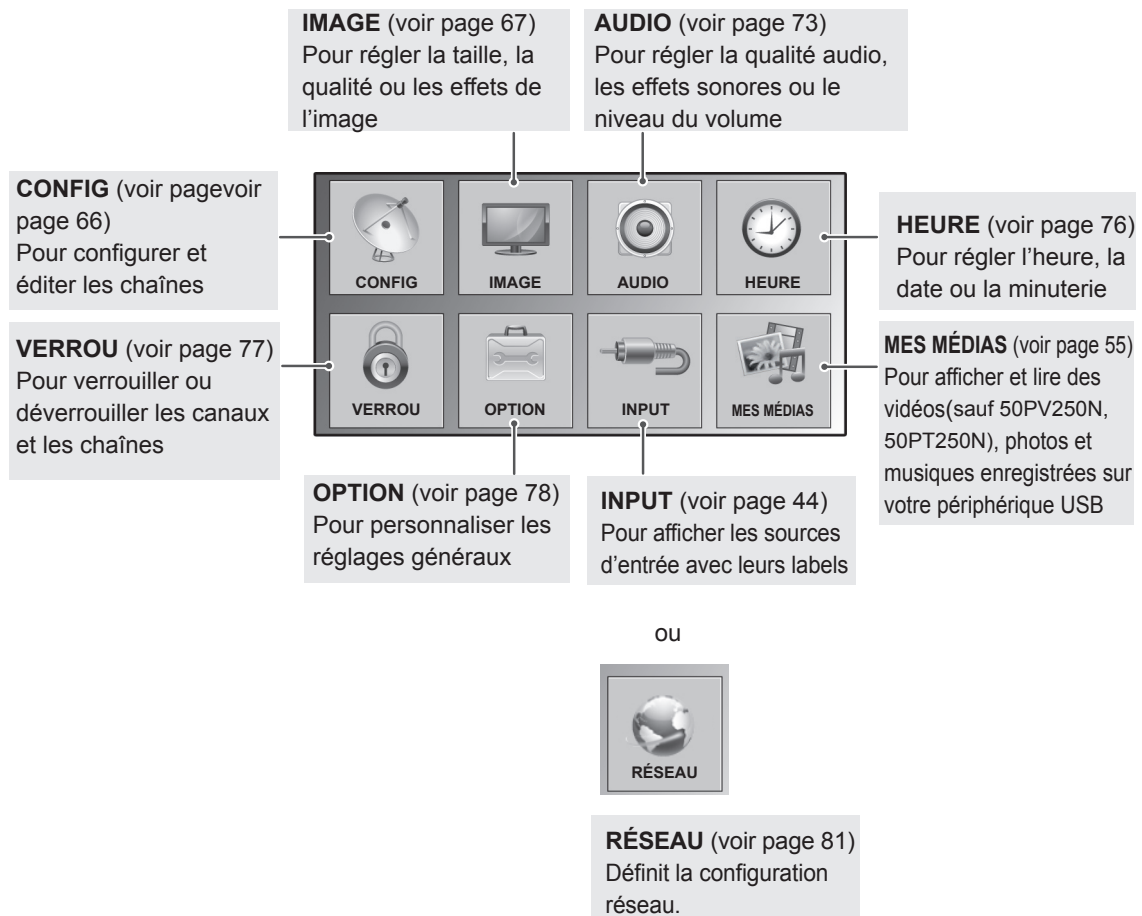 IMAGE (voir page 67)
Pour régler la taille, la
qualité ou les effets de
l’image
AUDIO (voir page 73)
Pour régler la qualité audio,
les effets sonores ou le
niveau du volume
CONFIG (voir pagevoir
page 66)
Pour configurer et
éditer les chaînes
CONFIG
IMAGE
AUDIO
HEURE
HEURE (voir page 76)
Pour régler l’heure, la
date ou la minuterie
VERROU (voir page 77)
Pour verrouiller ou
déverrouiller les canaux
et les chaînes
VERROU
OPTION
INPUT
MES MÉDIAS
MES MÉDIAS (voir page 55)
Pour afficher et lire des
vidéos(sauf 50PV250N,
50PT250N), photos et
musiques enregistrées sur
votre périphérique USB
OPTION (voir page 78)
Pour personnaliser les
réglages généraux
INPUT (voir page 44)
Pour afficher les sources
d’entrée avec leurs labels
ou
RÉSEAU
RÉSEAU (voir page 81)
Définit la configuration
réseau.